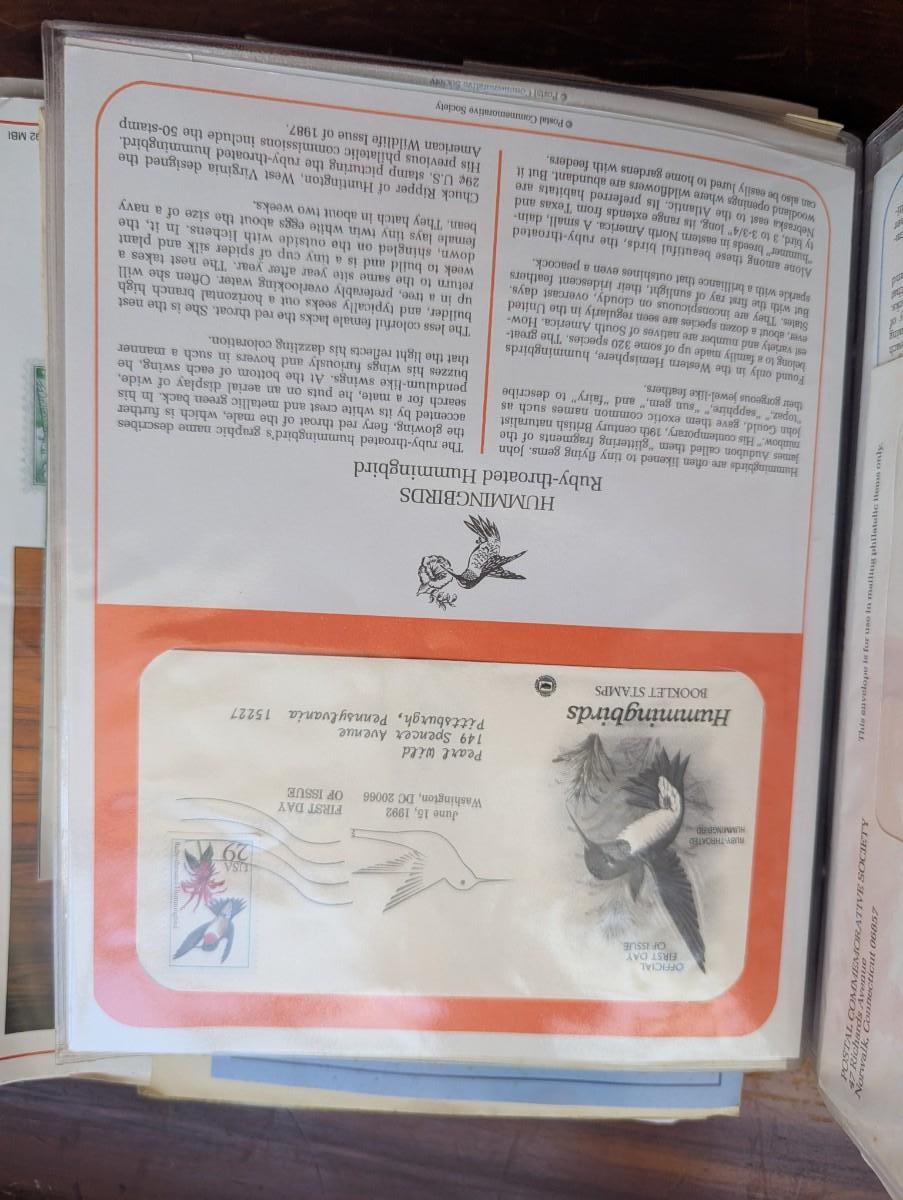 OFFICIAL
FIRST DAY
OF ISSUE
RUBY-THROATED
HUMMINGBIRD
Hummingbirds
BOOKLET STAMPS
USA
29
Ruby-throated Hummingbird
June 15, 1992
Washington, DC 20066
FIRST DAY
OF ISSUE
Pearl Wild
149 Spencer Avenue
Pittsburgh, Pennsylvania 15227
HUMMINGBIRDS
Ruby-throated Hummingbird
Hummingbirds are often likened to tiny flying gems. John
James Audubon called them "glittering fragments of the
rainbow." His contemporary, 19th century British naturalist
John Gould, gave them exotic common names such as
"topaz," "sapphire," "sun gem," and "fairy" to describe
their gorgeous jewel-like feathers.
Found only in the Western Hemisphere, hummingbirds
belong to a family made up of some 320 species. The great-
est variety and number are natives of South America. How-
ever, about a dozen species are seen regularly in the United
States. They are inconspicuous on cloudy, overcast days.
But with the first ray of sunlight, their iridescent feathers
sparkle with a brilliance that outshines even a peacock.
Alone among these beautiful birds, the ruby-throated
"hummer" breeds in eastern North America. A small, dain-
ty bird, 3 to 3-3/4" long, its range extends from Texas and
Nebraska east to the Atlantic. Its preferred habitats are
woodland openings where wildflowers are abundant. But it
can also be easily lured to home gardens with feeders.
The ruby-throated hummingbird's graphic name describes
the glowing, fiery red throat of the male, which is further
accented by its white crest and metallic green back. In his
search for a mate, he puts on an aerial display of wide,
pendulum-like swings. At the bottom of each swing, he
buzzes his wings furiously and hovers in such a manner
that the light reflects his dazzling coloration.
The less colorful female lacks the red throat. She is the nest
builder, and typically seeks out a horizontal branch high
up in a tree, preferably overlooking water. Often she will
return to the same site year after year. The nest takes a
week to build and is a tiny cup of spider silk and plant
down, shingled on the outside with lichens. In it, the
female lays tiny twin white eggs about the size of a navy
bean. They hatch in about two weeks.
Chuck Ripper of Huntington, West Virginia designed the
29¢ U.S. stamp picturing the ruby-throated hummingbird.
His previous philatelic commissions include the 50-stamp
American Wildlife Issue of 1987.
© Postal Commemorative Society
© Postal Commemorative Society
92 MBI
POSTAL COMMEMORATIVE SOCIETY
47 Richards Avenue
Norwalk, Connecticut 06857
This envelope is for use in mailing philatelic items only.